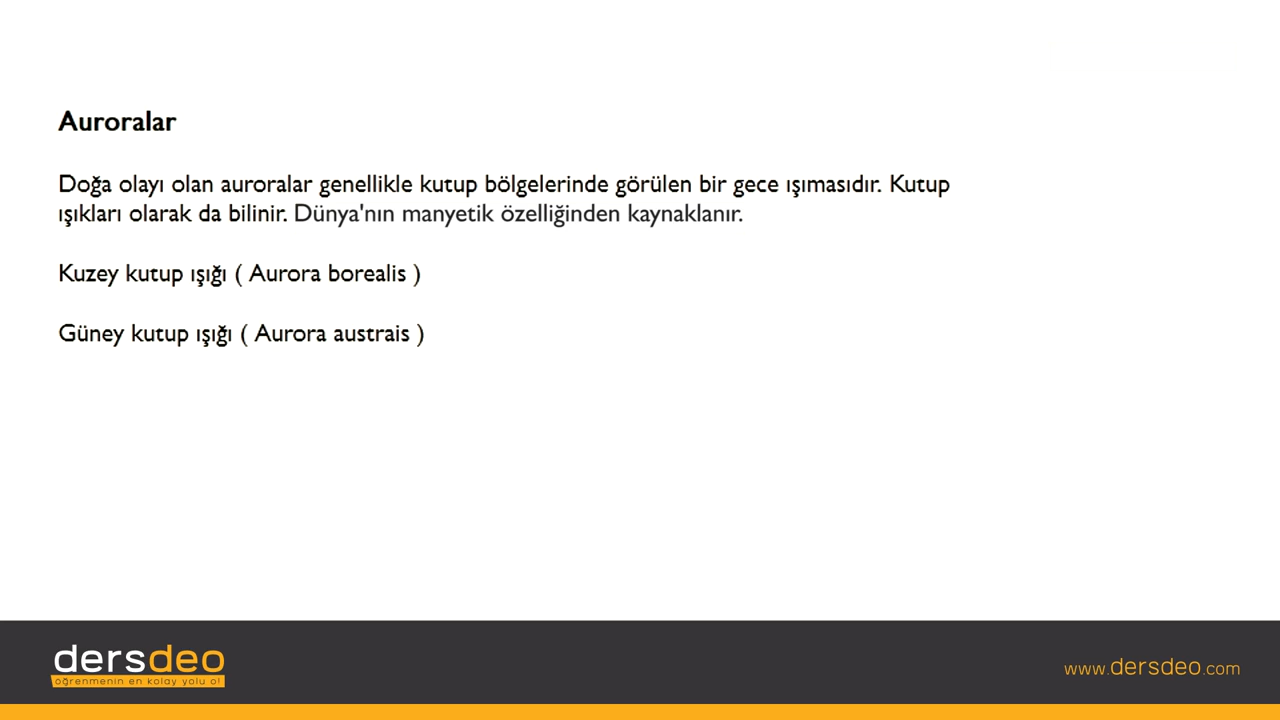 Auroralar
Doğa olayı olan auroralar genellikle kutup bölgelerinde görülen bir gece ışımasıdır. Kutup
ışıkları olarak da bilinir. Dünya'nın manyetik özelliğinden kaynaklanır.
Kuzey kutup ışığı ( Aurora borealis )
Güney kutup ışığı ( Aurora austrais )
dersdeo
öğrenmenin en kolay yolu o!
www.dersdeo.com